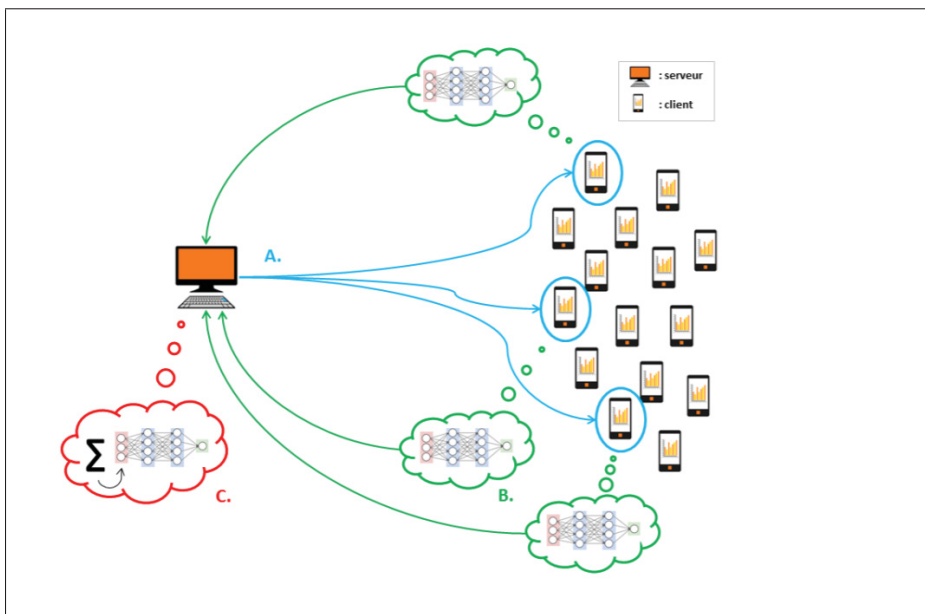 : serveur
: client
A.
Σ
B.
C.